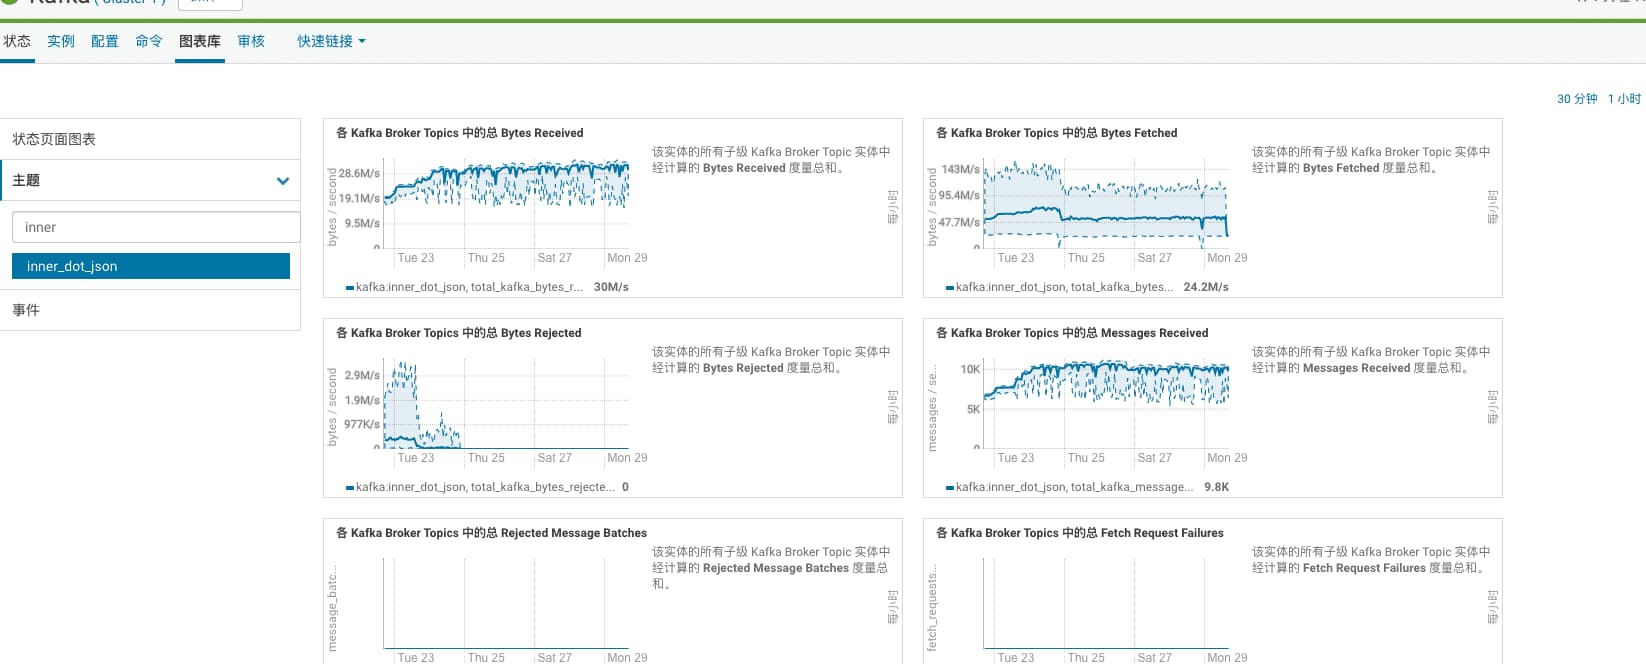 Kafka (Cluster 1)
状态 实例 配置 命令 图表库 审核 快速链接
30 分钟 1 小时
状态页面图表
主题
inner
inner_dot_json
事件
各 Kafka Broker Topics 中的总 Bytes Received
该实体的所有子级 Kafka Broker Topic 实体中
经计算的 Bytes Received 度量总和。
bytes / second
28.6M/s
19.1M/s
9.5M/s
0
Tue 23 Thu 25 Sat 27 Mon 29
每小时
kafka:inner_dot_json, total_kafka_bytes_r... 30M/s
各 Kafka Broker Topics 中的总 Bytes Fetched
该实体的所有子级 Kafka Broker Topic 实体中
经计算的 Bytes Fetched 度量总和。
bytes / second
143M/s
95.4M/s
47.7M/s
0
Tue 23 Thu 25 Sat 27 Mon 29
每小时
kafka:inner_dot_json, total_kafka_bytes... 24.2M/s
各 Kafka Broker Topics 中的总 Bytes Rejected
该实体的所有子级 Kafka Broker Topic 实体中
经计算的 Bytes Rejected 度量总和。
bytes / second
2.9M/s
1.9M/s
977K/s
0
Tue 23 Thu 25 Sat 27 Mon 29
每小时
kafka:inner_dot_json, total_kafka_bytes_rejecte... 0
各 Kafka Broker Topics 中的总 Messages Received
该实体的所有子级 Kafka Broker Topic 实体中
经计算的 Messages Received 度量总和。
messages / se...
10K
5K
0
Tue 23 Thu 25 Sat 27 Mon 29
每小时
kafka:inner_dot_json, total_kafka_message... 9.8K
各 Kafka Broker Topics 中的总 Rejected Message Batches
该实体的所有子级 Kafka Broker Topic 实体中
经计算的 Rejected Message Batches 度量总
和。
message_batc...
Tue 23 Thu 25 Sat 27 Mon 29
每小时
各 Kafka Broker Topics 中的总 Fetch Request Failures
该实体的所有子级 Kafka Broker Topic 实体中
经计算的 Fetch Request Failures 度量总和。
fetch_requests...
Tue 23 Thu 25 Sat 27 Mon 29
每小时